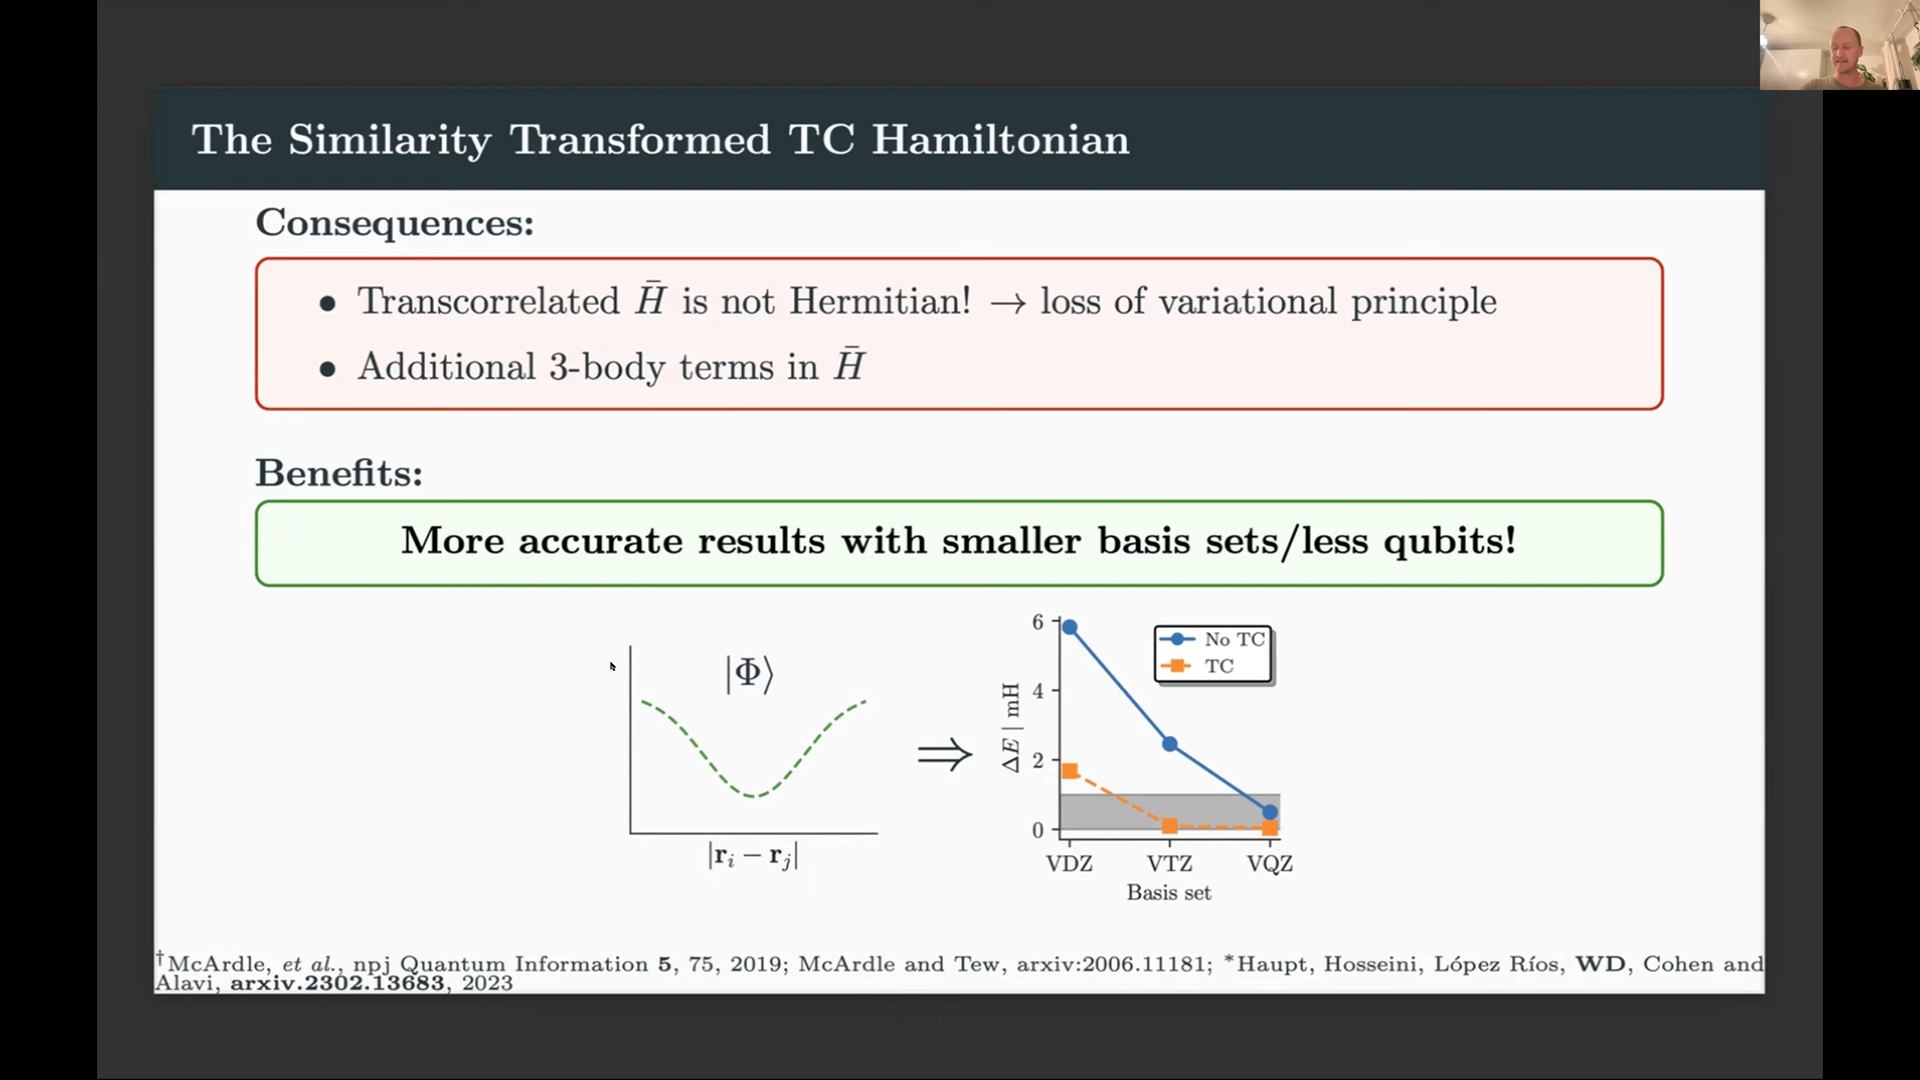 The Similarity Transformed TC Hamiltonian
Consequences:
• Transcorrelated H̄ is not Hermitian! → loss of variational principle
• Additional 3-body terms in H̄
Benefits:
More accurate results with smaller basis sets/less qubits!
|Φ⟩
|rᵢ − rⱼ|
⇒
ΔE | mH
6
4
2
0
No TC
TC
VDZ VTZ VQZ
Basis set
†McArdle, et al., npj Quantum Information 5, 75, 2019; McArdle and Tew, arxiv:2006.11181; *Haupt, Hosseini, López Ríos, WD, Cohen and
Alavi, arxiv.2302.13683, 2023